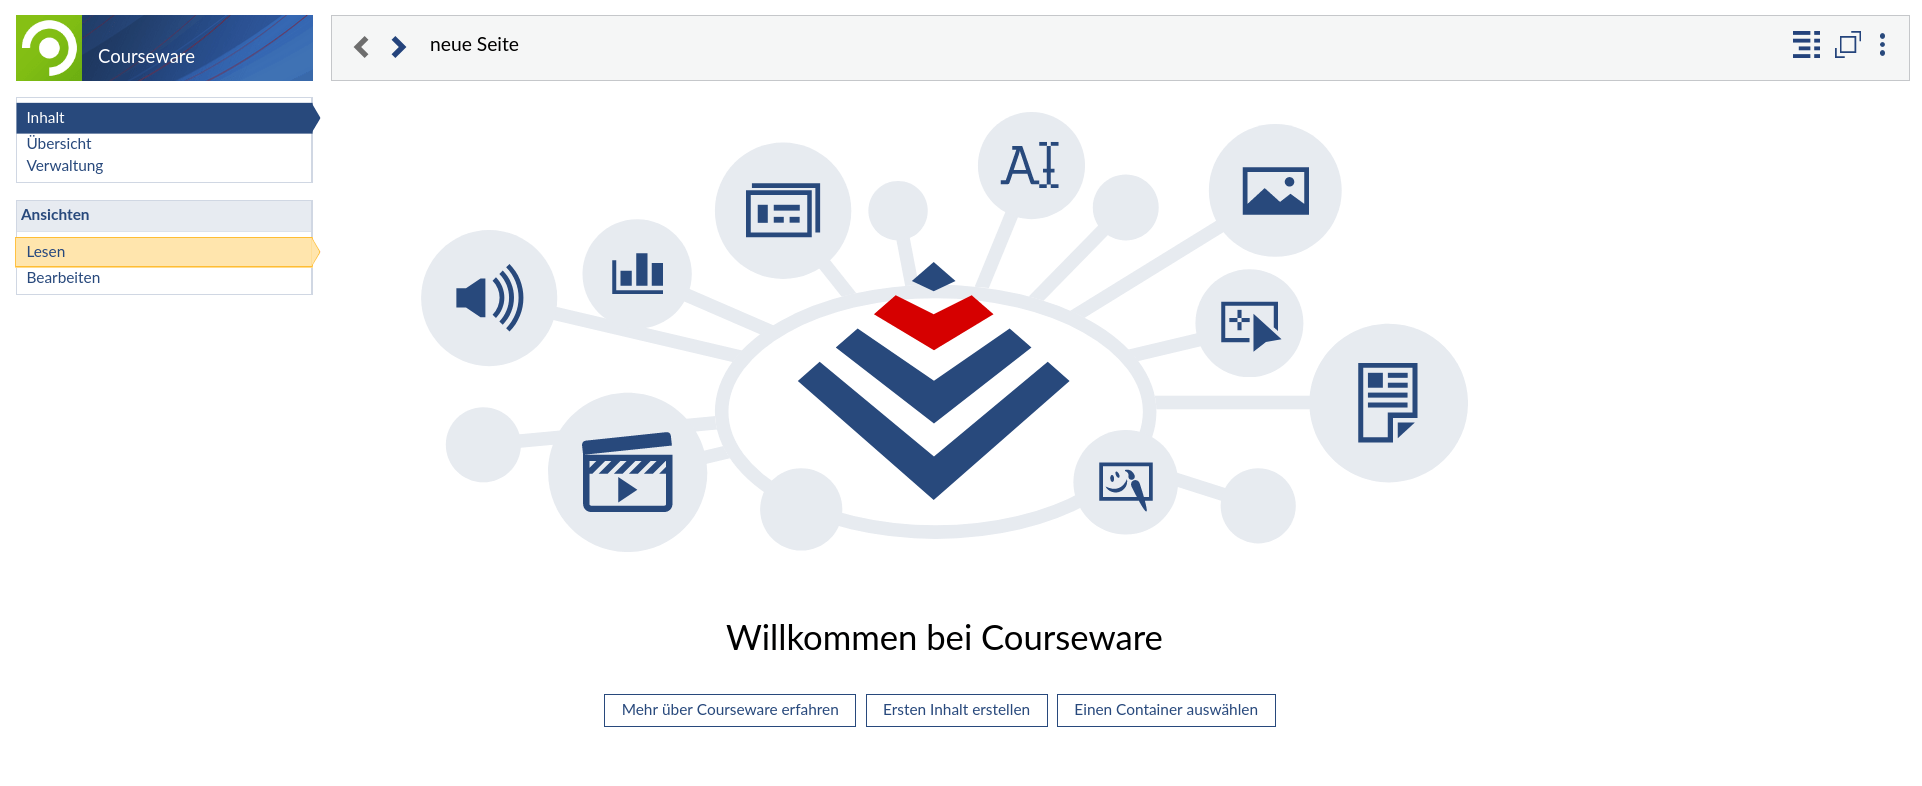 Courseware
neue Seite
Inhalt
Übersicht
Verwaltung
Ansichten
Lesen
Bearbeiten
AI
Willkommen bei Courseware
Mehr über Courseware erfahren
Ersten Inhalt erstellen
Einen Container auswählen